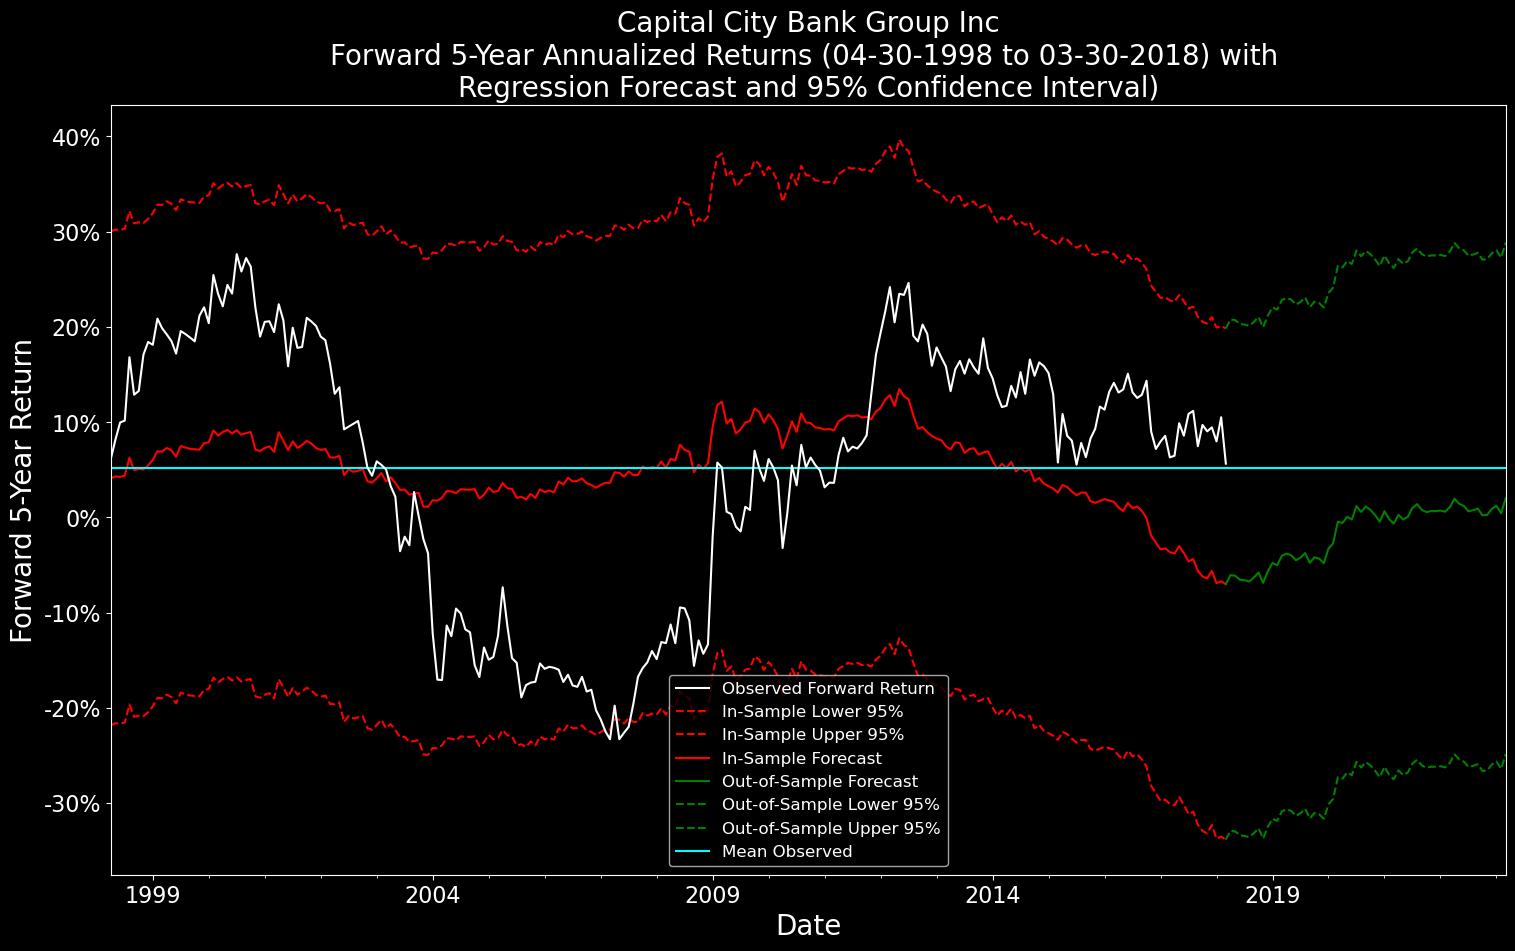 Capital City Bank Group Inc
Forward 5-Year Annualized Returns (04-30-1998 to 03-30-2018) with
Regression Forecast and 95% Confidence Interval)
Forward 5-Year Return
40%
30%
20%
10%
0%
-10%
-20%
-30%
Observed Forward Return
In-Sample Lower 95%
In-Sample Upper 95%
In-Sample Forecast
Out-of-Sample Forecast
Out-of-Sample Lower 95%
Out-of-Sample Upper 95%
Mean Observed
1999 2004 2009 2014 2019
Date